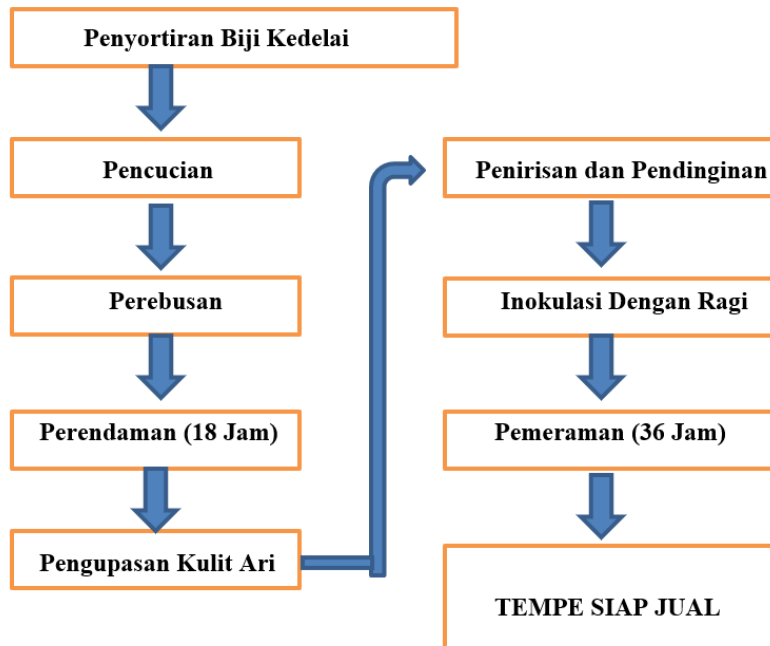 Penyortiran Biji Kedelai
Pencucian
Perebusan
Perendaman (18 Jam)
Pengupasan Kulit Ari
Penirisan dan Pendinginan
Inokulasi Dengan Ragi
Pemeraman (36 Jam)
TEMPE SIAP JUAL